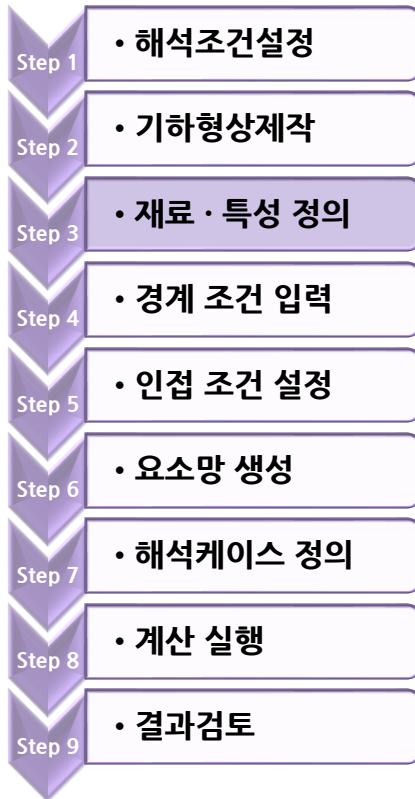 Step 1
• 해석조건설정
Step 2
• 기하형상제작
Step 3
• 재료 · 특성 정의
Step 4
• 경계 조건 입력
Step 5
• 인접 조건 설정
Step 6
• 요소망 생성
Step 7
• 해석케이스 정의
Step 8
• 계산 실행
Step 9
• 결과검토